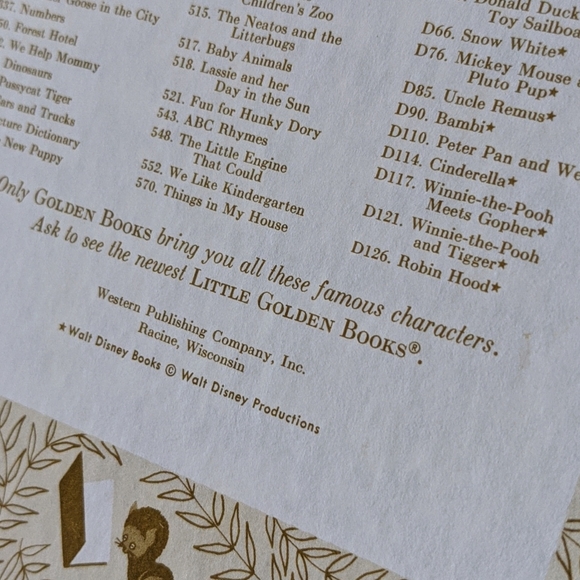 Goose in the City
337. Numbers
50. Forest Hotel
We Help Mommy
Dinosaurs
Pussycat Tiger
Cars and Trucks
cture Dictionary
New Puppy
Children's Zoo
515. The Neatos and the
Litterbugs
517. Baby Animals
518. Lassie and her
Day in the Sun
521. Fun for Hunky Dory
543. ABC Rhymes
548. The Little Engine
That Could
552. We Like Kindergarten
570. Things in My House
Donald Duck
Toy Sailboa
D66. Snow White★
D76. Mickey Mouse a
Pluto Pup★
D85. Uncle Remus★
D90. Bambi★
D110. Peter Pan and We
D114. Cinderella★
D117. Winnie-the-Pooh
Meets Gopher★
D121. Winnie-the-Pooh
and Tigger★
D126. Robin Hood★
Only GOLDEN BOOKS bring you all these famous characters.
Ask to see the newest LITTLE GOLDEN BOOKS®.
Western Publishing Company, Inc.
Racine, Wisconsin
★Walt Disney Books © Walt Disney Productions